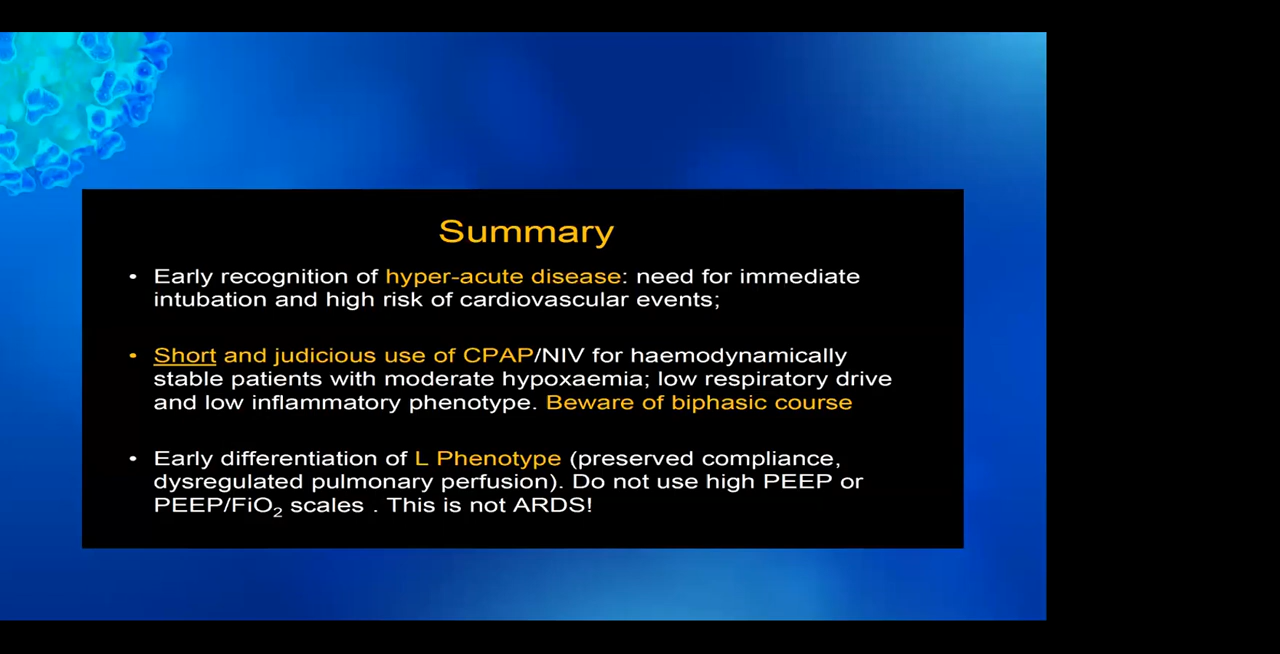 Summary
• Early recognition of hyper-acute disease: need for immediate
intubation and high risk of cardiovascular events;
• Short and judicious use of CPAP/NIV for haemodynamically
stable patients with moderate hypoxaemia; low respiratory drive
and low inflammatory phenotype. Beware of biphasic course
• Early differentiation of L Phenotype (preserved compliance,
dysregulated pulmonary perfusion). Do not use high PEEP or
PEEP/FiO₂ scales . This is not ARDS!